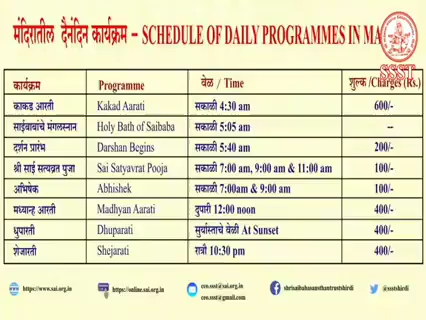 मंदिरातील दैनंदिन कार्यक्रम – SCHEDULE OF DAILY PROGRAMMES IN MA
SSST
कार्यक्रम Programme वेळ / Time शुल्क /Charges (Rs.)
काकड आरती Kakad Aarati सकाळी 4:30 am 600/-
साईबाबांचे मंगलस्नान Holy Bath of Saibaba सकाळी 5:05 am --
दर्शन प्रारंभ Darshan Begins सकाळी 5:40 am 200/-
श्री साई सत्यव्रत पुजा Sai Satyavrat Pooja सकाळी 7:00 am, 9:00 am & 11:00 am 100/-
अभिषेक Abhishek सकाळी 7:00am & 9:00 am 100/-
मध्यान्ह आरती Madhyan Aarati दुपारी 12:00 noon 400/-
धुपारती Dhuparati सुर्यास्ताचे वेळी At Sunset 400/-
शेजारती Shejarati रात्री 10:30 pm 400/-
https://www.sai.org.in https://online.sai.org.in ceo.ssst@sai.org.in shrisaibabasansthantrustshirdi @ssstshirdi
ceo.ssst@gmail.com